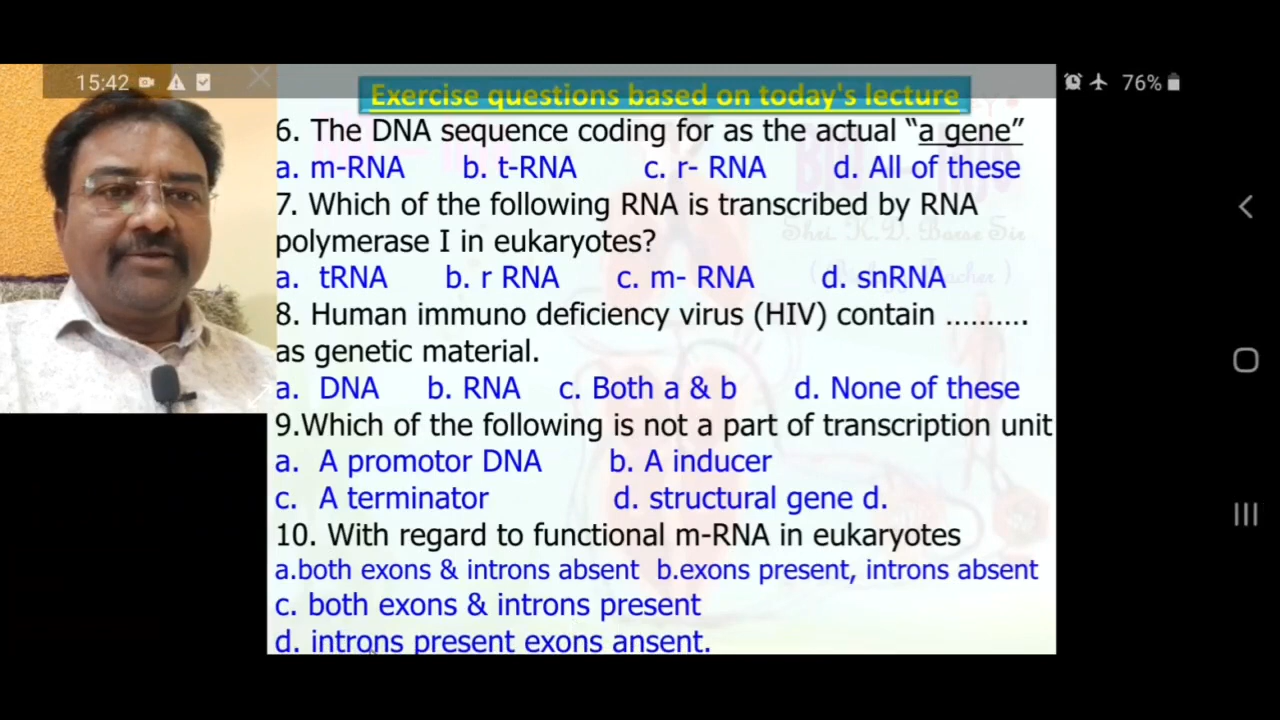 15:42
76%
Exercise questions based on today's lecture
6. The DNA sequence coding for as the actual “a gene”
a. m-RNA b. t-RNA c. r- RNA d. All of these
7. Which of the following RNA is transcribed by RNA
polymerase I in eukaryotes?
a. tRNA b. r RNA c. m- RNA d. snRNA
8. Human immuno deficiency virus (HIV) contain ..........
as genetic material.
a. DNA b. RNA c. Both a & b d. None of these
9.Which of the following is not a part of transcription unit
a. A promotor DNA b. A inducer
c. A terminator d. structural gene d.
10. With regard to functional m-RNA in eukaryotes
a.both exons & introns absent b.exons present, introns absent
c. both exons & introns present
d. introns present exons ansent.
Shri. K.D. Borse Sir